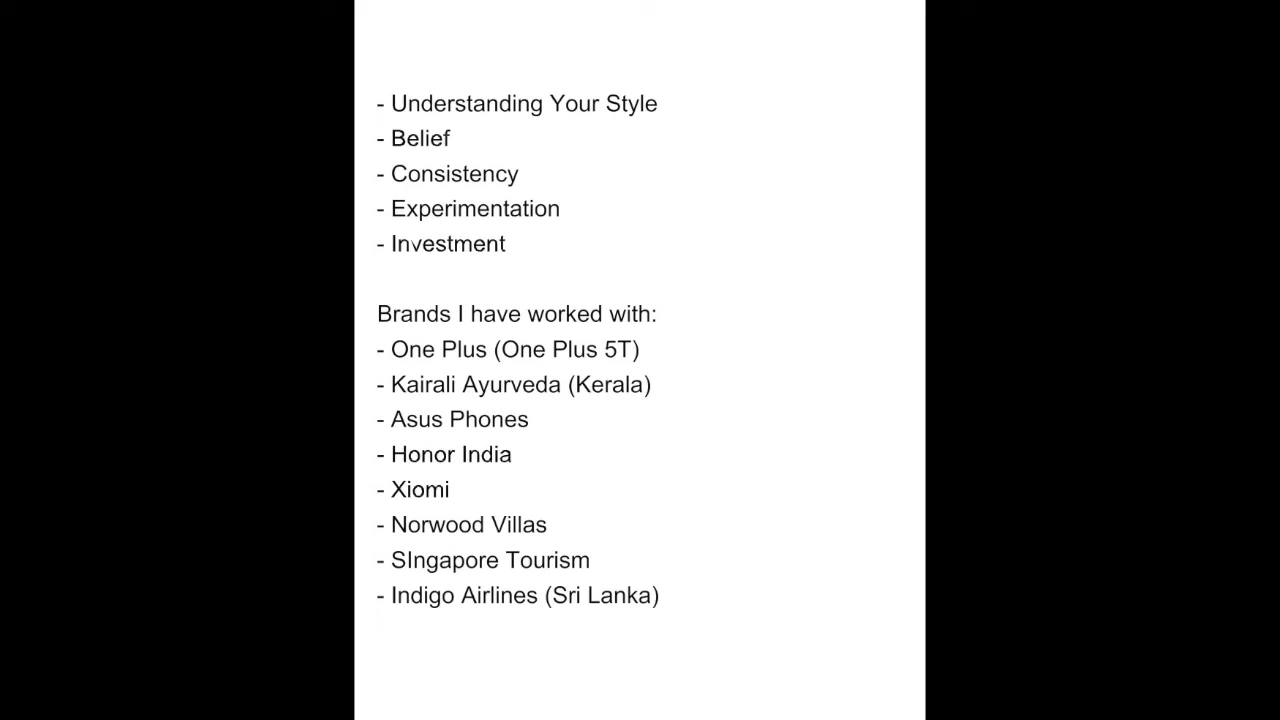 - Understanding Your Style
- Belief
- Consistency
- Experimentation
- Investment
Brands I have worked with:
- One Plus (One Plus 5T)
- Kairali Ayurveda (Kerala)
- Asus Phones
- Honor India
- Xiomi
- Norwood Villas
- SIngapore Tourism
- Indigo Airlines (Sri Lanka)